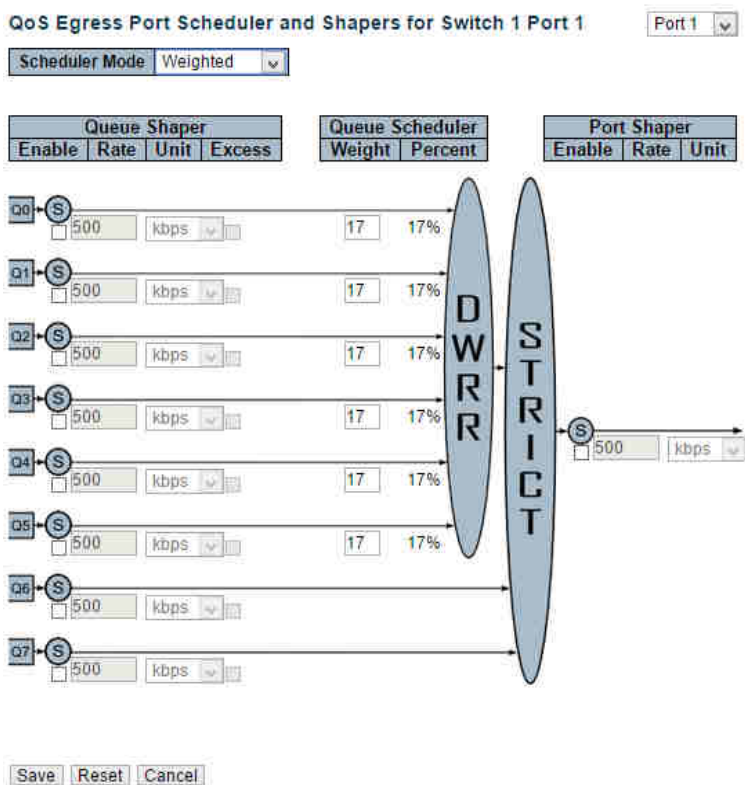 QoS Egress Port Scheduler and Shapers for Switch 1 Port 1 Port 1
Scheduler Mode Weighted
Queue Shaper Queue Scheduler Port Shaper
Enable Rate Unit Excess Weight Percent Enable Rate Unit
Q0 S
500 kbps 17 17%
Q1 S
500 kbps 17 17%
Q2 S
500 kbps 17 17%
Q3 S
500 kbps 17 17%
Q4 S
500 kbps 17 17%
Q5 S
500 kbps 17 17%
Q6 S
500 kbps
Q7 S
500 kbps
DWRR
STRICT
S
500 kbps
Save Reset Cancel